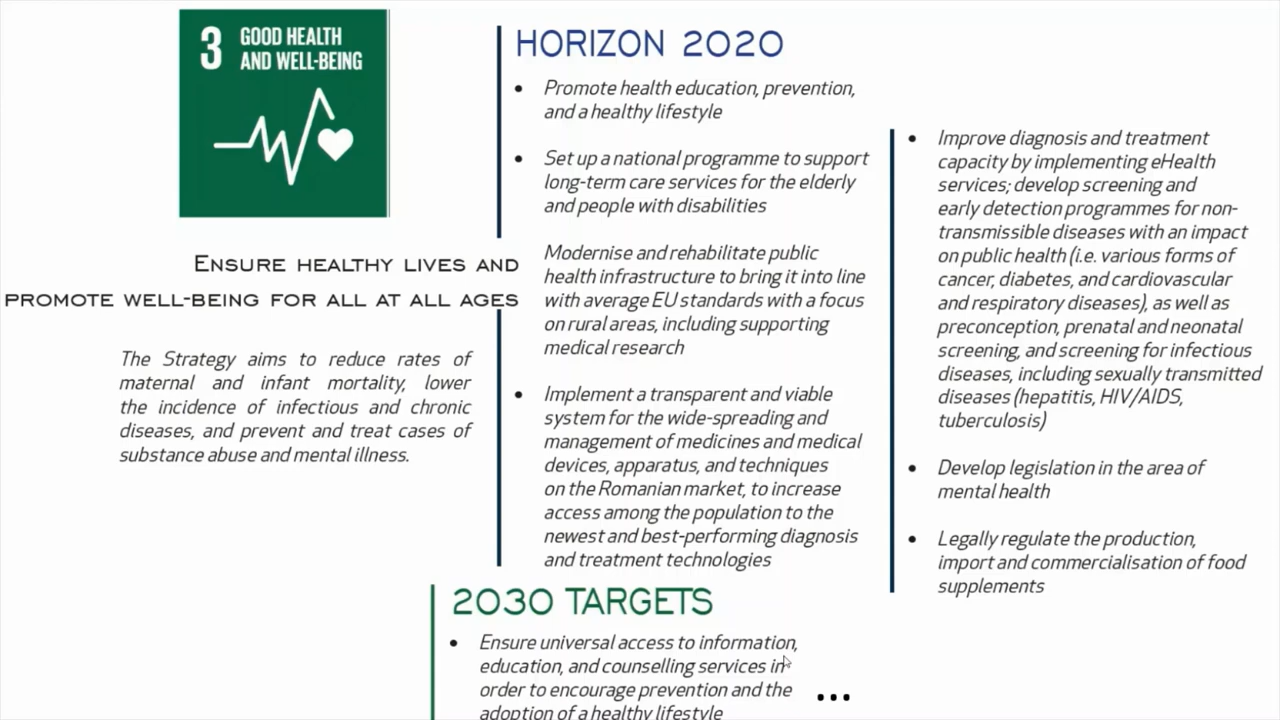 3 GOOD HEALTH
AND WELL-BEING
ENSURE HEALTHY LIVES AND
PROMOTE WELL-BEING FOR ALL AT ALL AGES
The Strategy aims to reduce rates of
maternal and infant mortality, lower
the incidence of infectious and chronic
diseases, and prevent and treat cases of
substance abuse and mental illness.
HORIZON 2020
• Promote health education, prevention,
and a healthy lifestyle
• Set up a national programme to support
long-term care services for the elderly
and people with disabilities
Modernise and rehabilitate public
health infrastructure to bring it into line
with average EU standards with a focus
on rural areas, including supporting
medical research
• Implement a transparent and viable
system for the wide-spreading and
management of medicines and medical
devices, apparatus, and techniques
on the Romanian market, to increase
access among the population to the
newest and best-performing diagnosis
and treatment technologies
• Improve diagnosis and treatment
capacity by implementing eHealth
services; develop screening and
early detection programmes for non-
transmissible diseases with an impact
on public health (i.e. various forms of
cancer, diabetes, and cardiovascular
and respiratory diseases), as well as
preconception, prenatal and neonatal
screening, and screening for infectious
diseases, including sexually transmitted
diseases (hepatitis, HIV/AIDS,
tuberculosis)
• Develop legislation in the area of
mental health
• Legally regulate the production,
import and commercialisation of food
supplements
2030 TARGETS
• Ensure universal access to information,
education, and counselling services in
order to encourage prevention and the
adoption of a healthy lifestyle
...